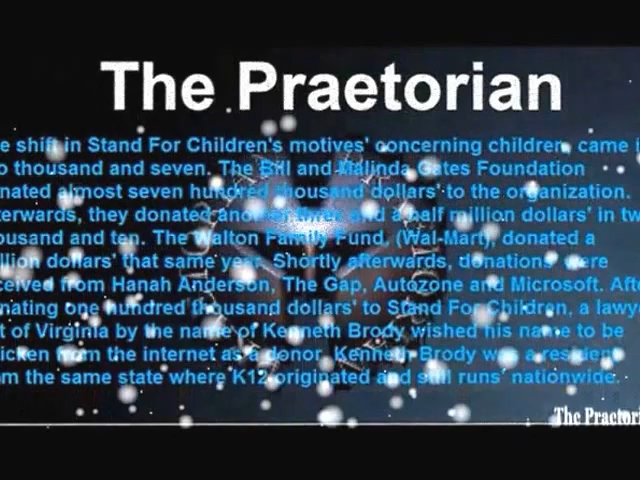 The Praetorian
e shift in Stand For Children's motives' concerning children, came i
o thousand and seven. The Bill and Malinda Gates Foundation
nated almost seven hundred thousand dollars' to the organization.
terwards, they donated another three and a half million dollars' in tw
ousand and ten. The Walton Family Fund, (Wal-Mart), donated a
llion dollars' that same year. Shortly afterwards, donations' were
ceived from Hanah Anderson, The Gap, Autozone and Microsoft. Afte
nating one hundred thousand dollars' to Stand For Children, a lawye
t of Virginia by the name of Kenneth Brody wished his name to be
icken from the internet as a donor. Kenneth Brody was a resident
om the same state where K12 originated and still runs' nationwide.
The Praetori